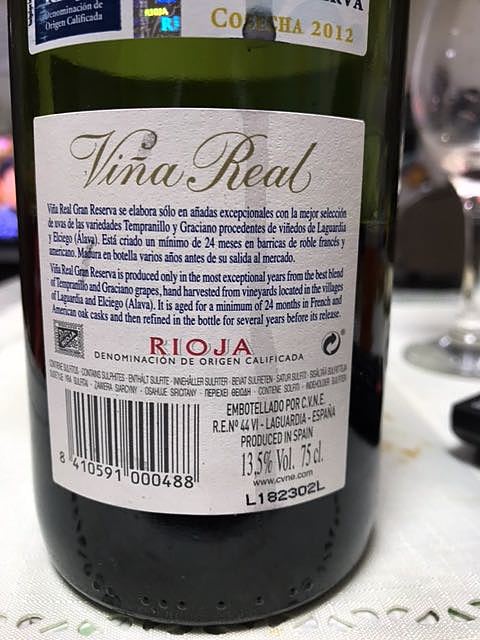 Denominación de
Origen Calificada
RIOJA
RVA
COSECHA 2012
Viña Real
Viña Real Gran Reserva se elabora sólo en añadas excepcionales con la mejor selección
de uvas de las variedades Tempranillo y Graciano procedentes de viñedos de Laguardia
y Elciego (Álava). Está criado un mínimo de 24 meses en barricas de roble francés y
americano. Madura en botella varios años antes de su salida al mercado.
Viña Real Gran Reserva is produced only in the most exceptional years from the best blend
of Tempranillo and Graciano grapes, hand harvested from vineyards located in the villages
of Laguardia and Elciego (Alava). It is aged for a minimum of 24 months in French and
American oak casks and then refined in the bottle for several years before its release.
RIOJA
DENOMINACIÓN DE ORIGEN CALIFICADA
CONTIENE SULFITOS - CONTAINS SULPHITES - ENTHÄLT SULFITE - INNEHÅLLER SULFITER - BEVAT SULFIETEN -
EMBOTELLADO POR C.V.N.E.
R.E.Nº 44 VI - LAGUARDIA - ESPAÑA
PRODUCED IN SPAIN
13,5% Vol. 75 cl.
www.cvne.com
8 410591 000488
L182302L